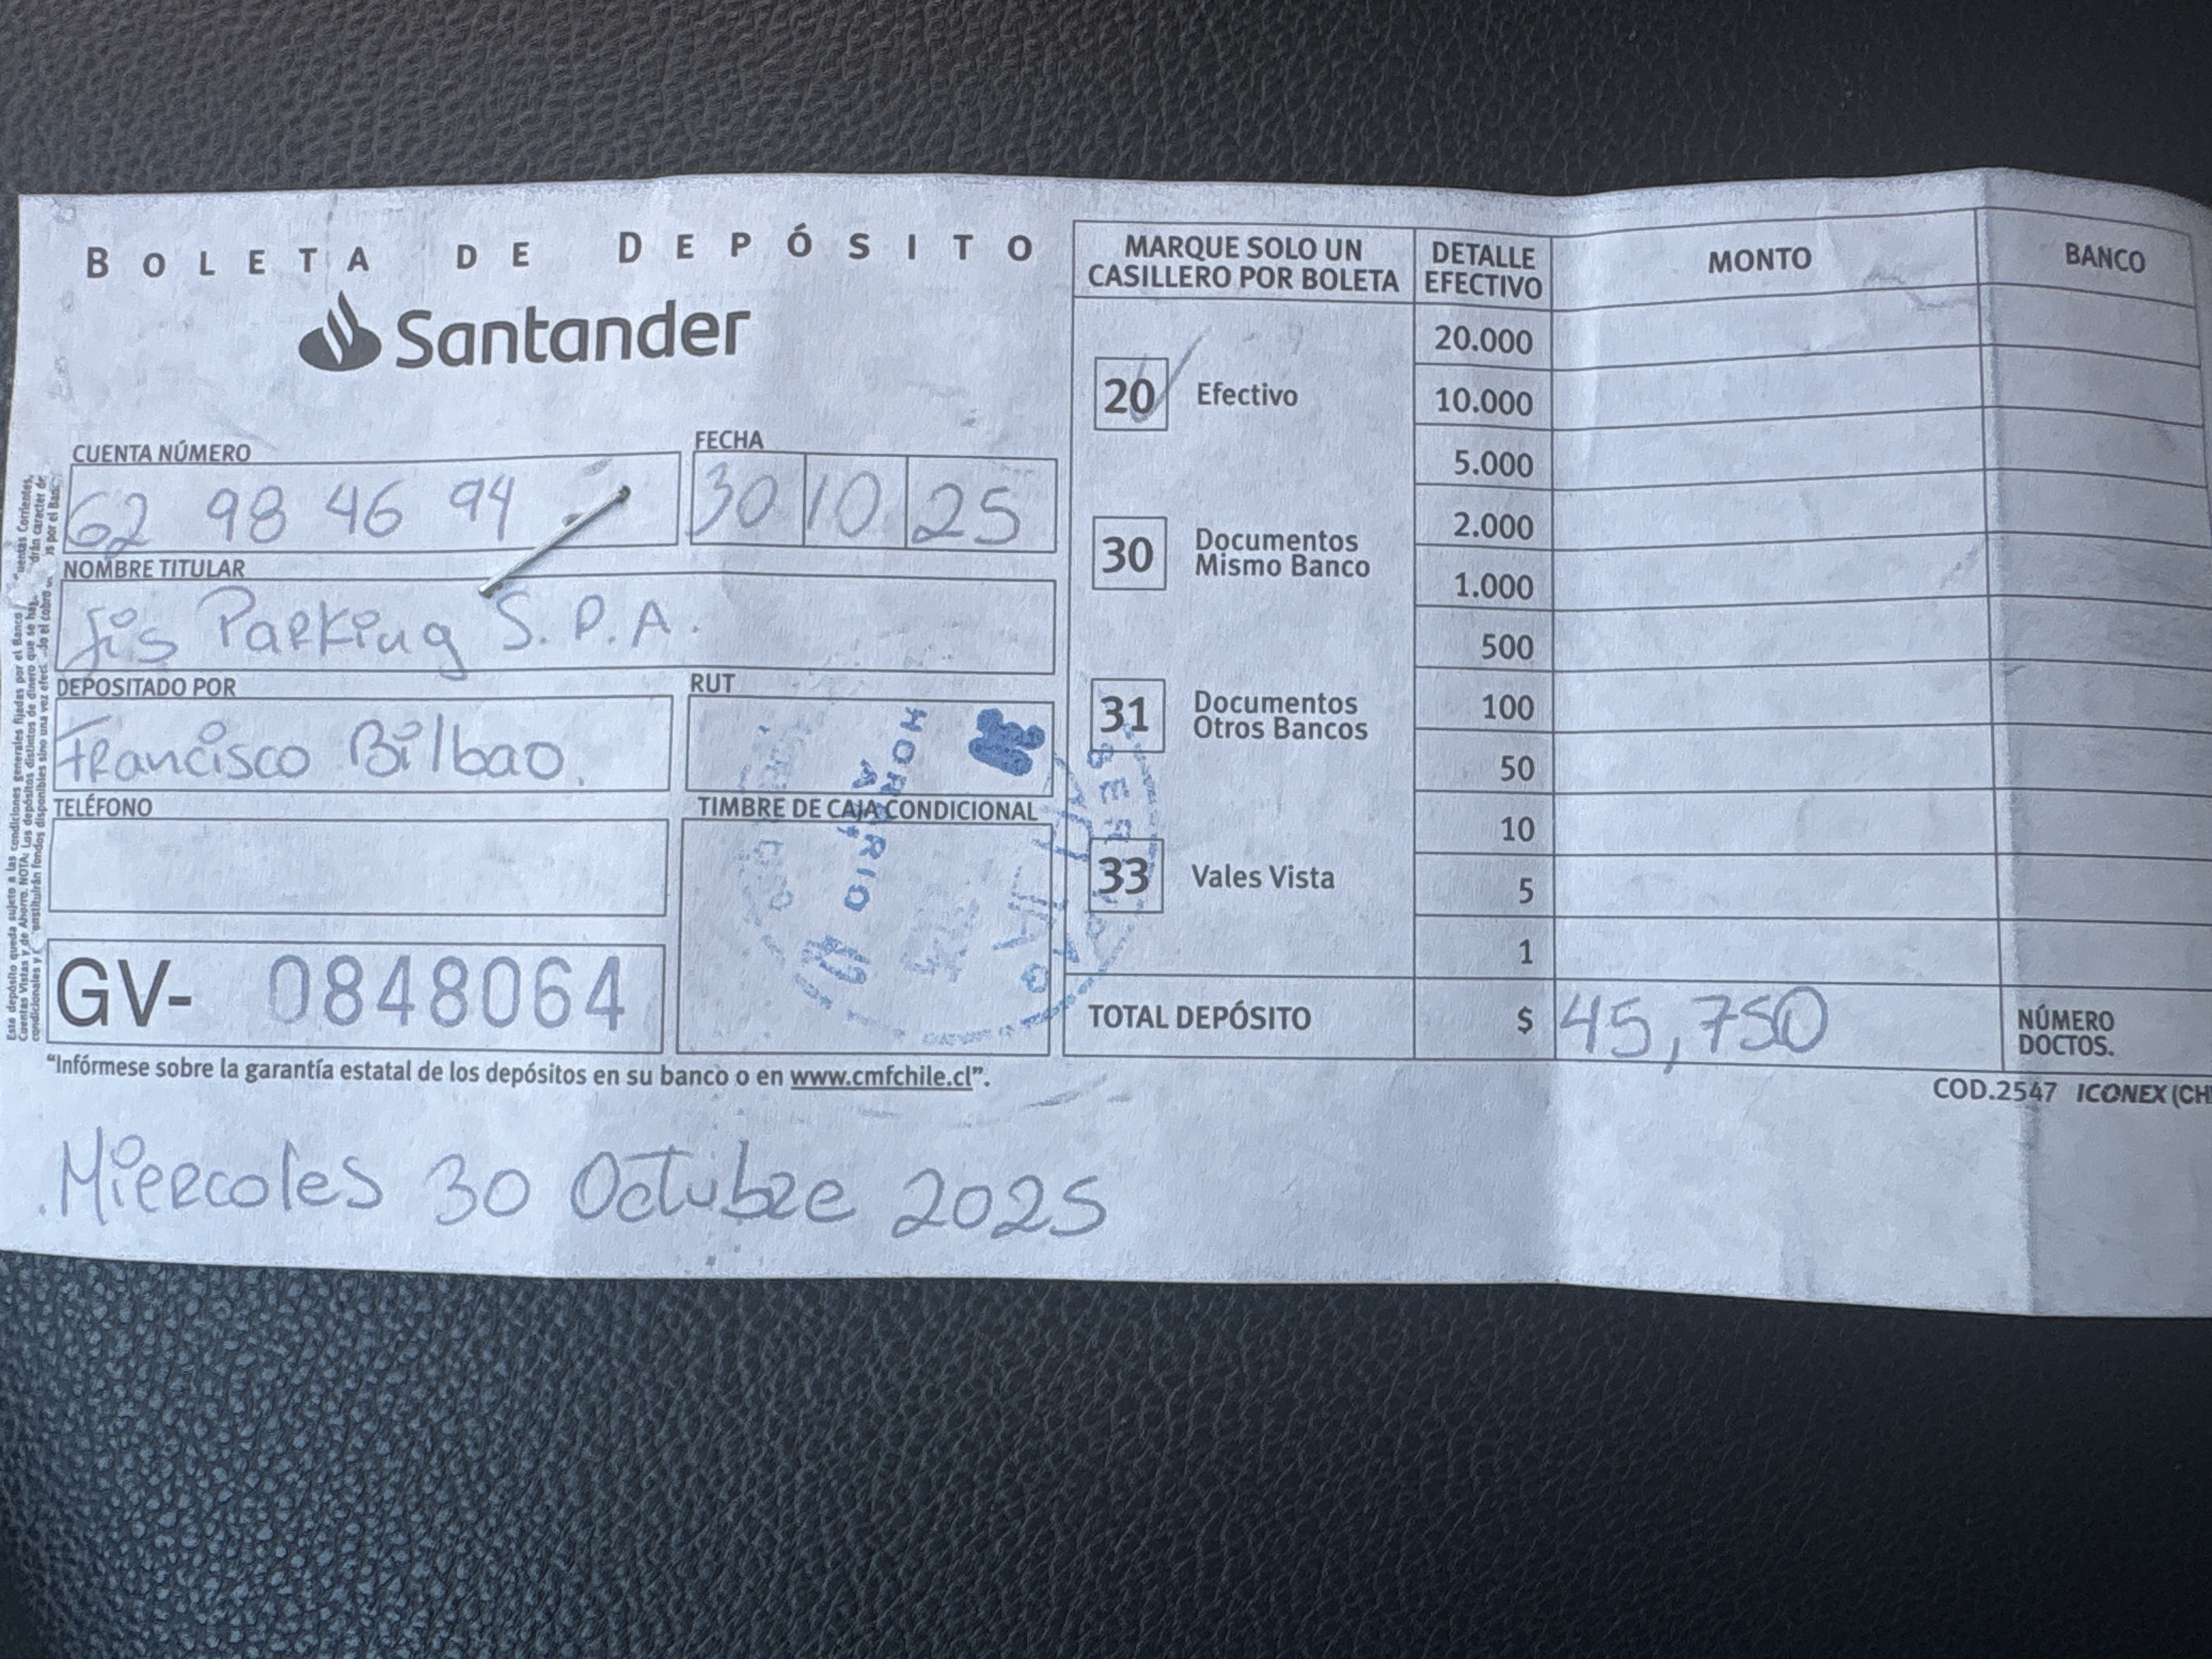 BOLETA DE DEPÓSITO
Santander
CUENTA NÚMERO
62 98 46 94
FECHA
30 10 25
NOMBRE TITULAR
Jis Parking S.P.A.
DEPOSITADO POR
Francisco Bilbao.
RUT
TELÉFONO
TIMBRE DE CAJA CONDICIONAL
HORARIO
GV- 0848064
"Infórmese sobre la garantía estatal de los depósitos en su banco o en www.cmfchile.cl".
MARQUE SOLO UN
CASILLERO POR BOLETA
20 Efectivo
30 Documentos
Mismo Banco
31 Documentos
Otros Bancos
33 Vales Vista
DETALLE
EFECTIVO
MONTO
BANCO
20.000
10.000
5.000
2.000
1.000
500
100
50
10
5
1
TOTAL DEPÓSITO $ 45,750
NÚMERO
DOCTOS.
COD.2547 ICONEX (CH
.Miercoles 30 Octubre 2025